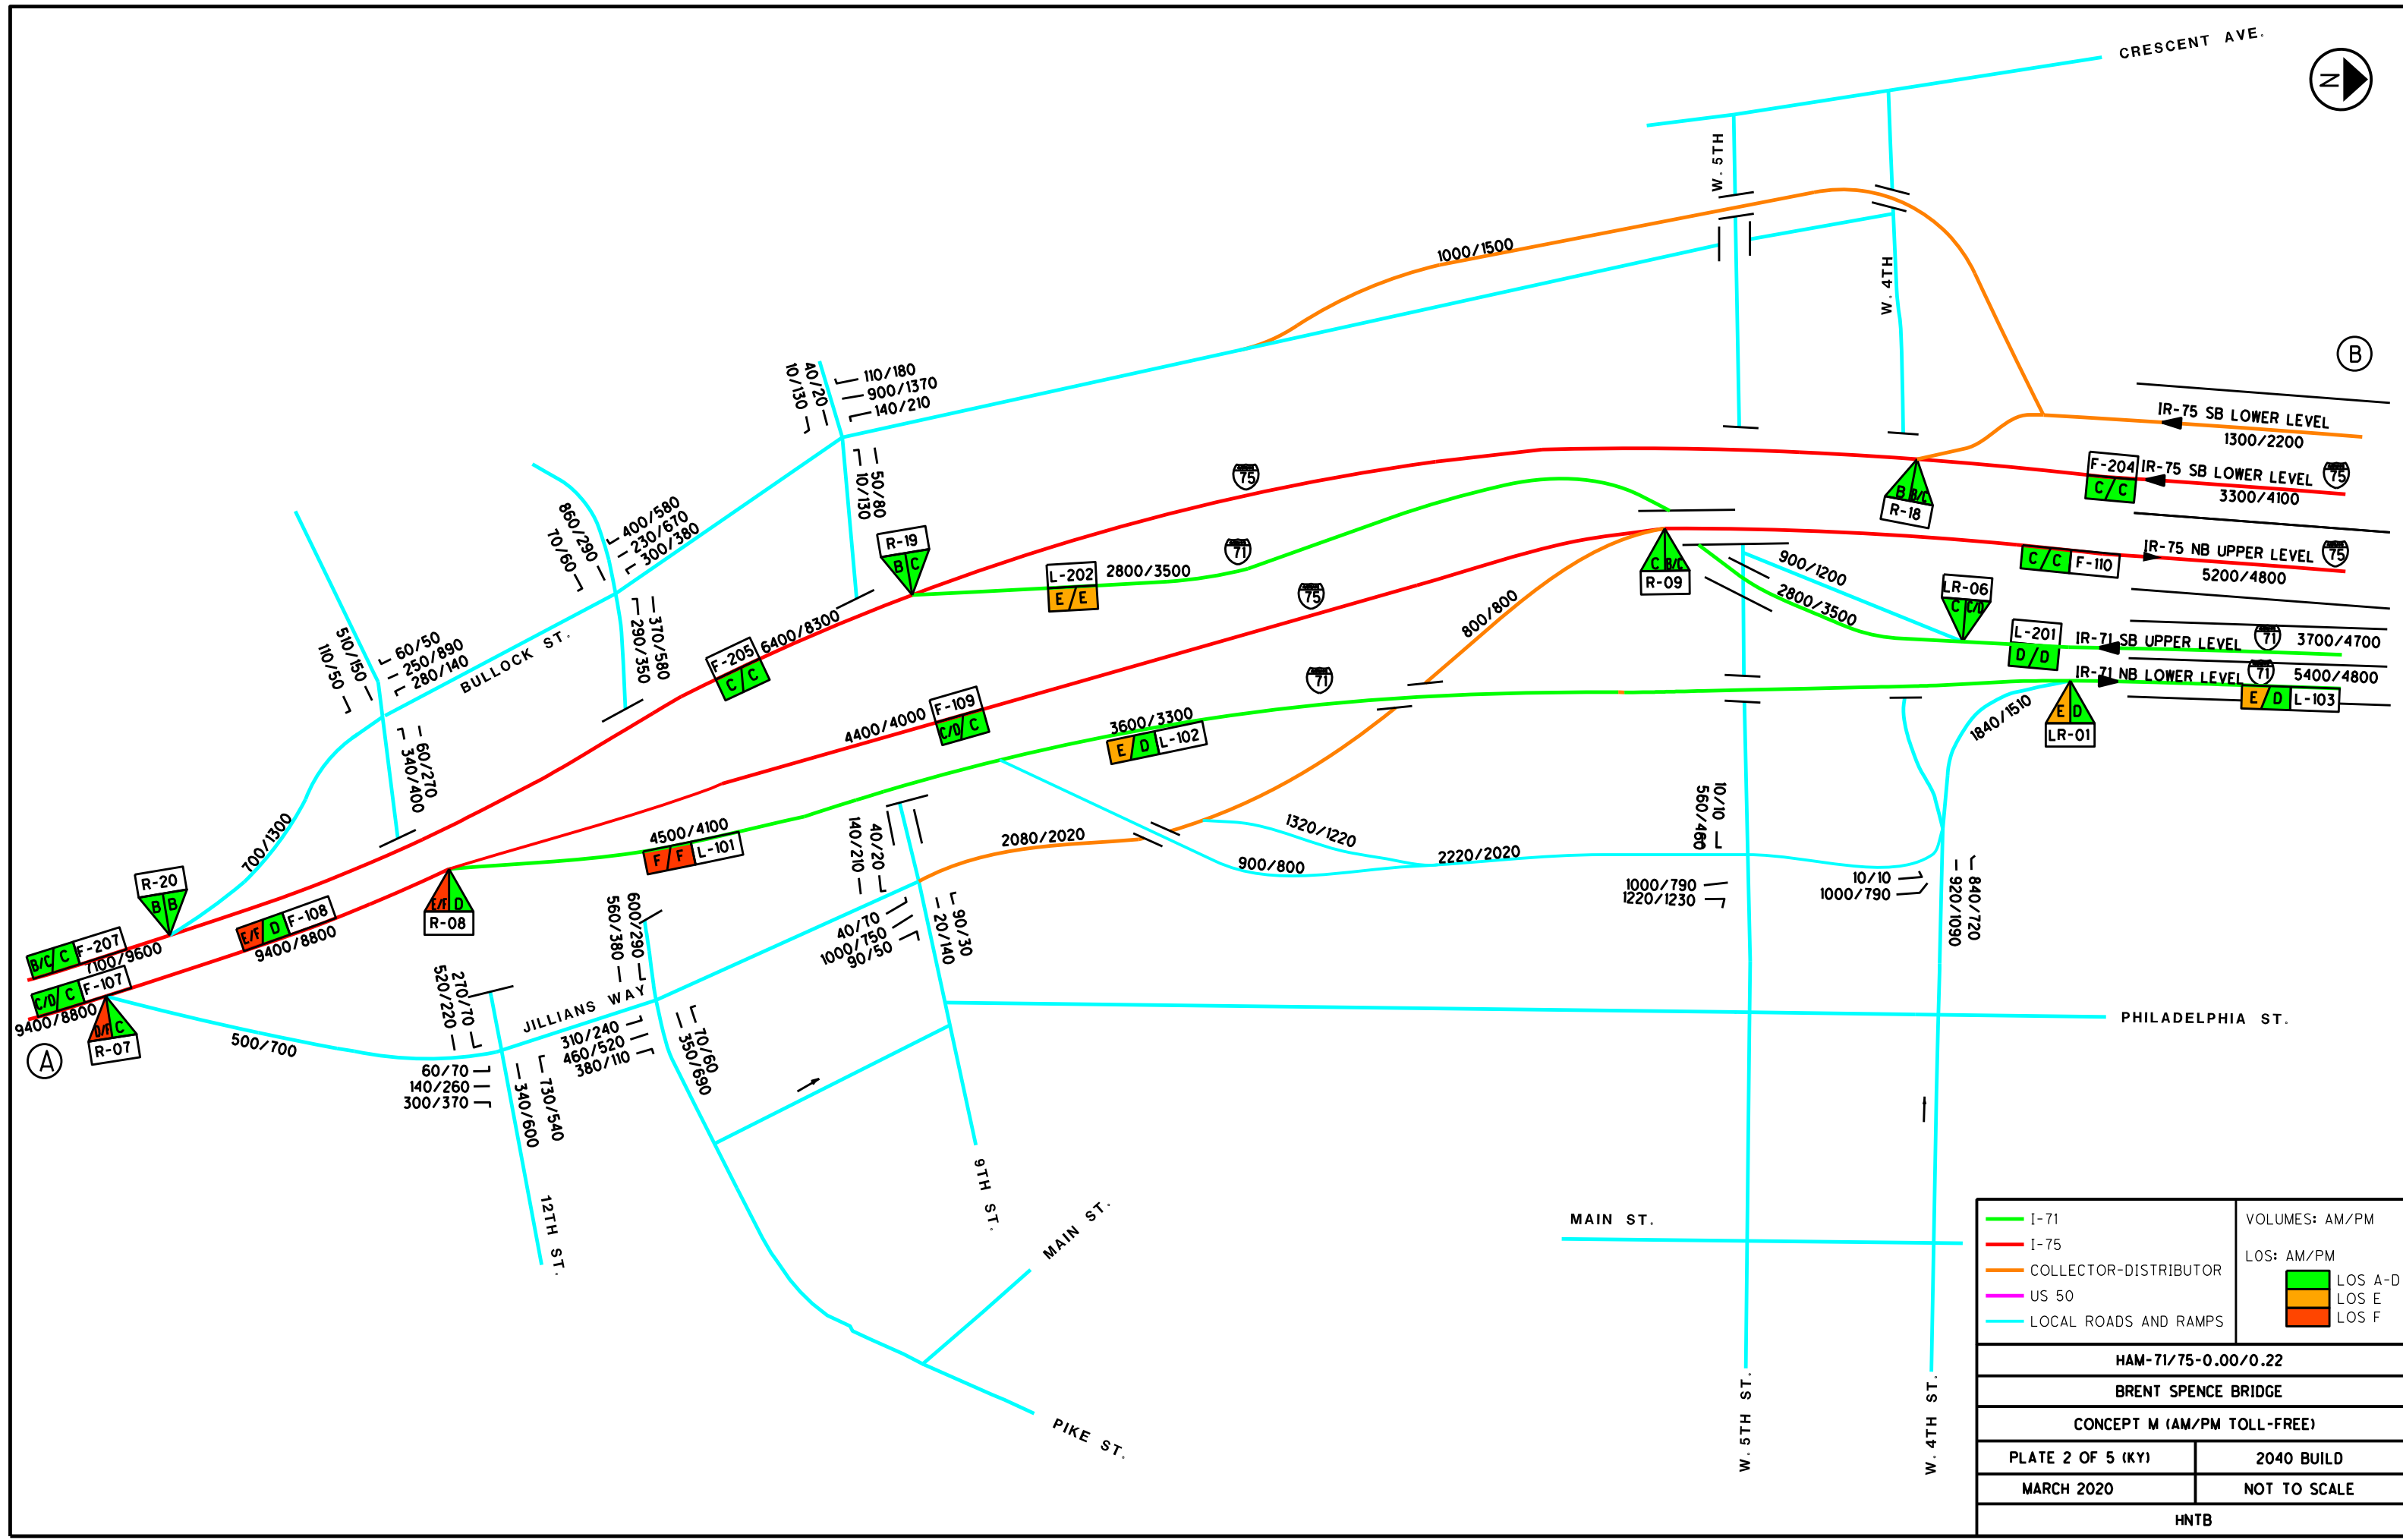 CRESCENT AVE.
N
W. 5TH
W. 4TH
1000/1500
B
IR-75 SB LOWER LEVEL
1300/2200
F-204
C/C
IR-75 SB LOWER LEVEL
75
3300/4100
B B/C
R-18
IR-75 NB UPPER LEVEL
75
C/C F-110
5200/4800
40/20
10/130
110/180
900/1370
140/210
50/80
10/130
75
71
R-19
B C
L-202
E/E
2800/3500
75
C B/C
R-09
900/1200
2800/3500
LR-06
C C/D
L-201
D/D
IR-71 SB UPPER LEVEL
71
3700/4700
IR-71 NB LOWER LEVEL
71
5400/4800
E/D L-103
E D
LR-01
1840/1510
800/800
71
860/290
70/60
400/580
230/670
300/380
370/580
290/350
BULLOCK ST.
510/150
110/50
60/50
250/890
280/140
60/270
340/400
F-205
C/C
6400/8300
4400/4000
F-109
C/D/C
3600/3300
E/D L-102
700/1300
R-20
B B
B/C/C F-207
7100/9600
C/D/C F-107
9400/8800
D/F C
R-07
A
E/F D F-108
9400/8800
E/F D
R-08
4500/4100
F/F L-101
500/700
2080/2020
1320/1220
900/800
2220/2020
10/10
560/460
1000/790
1220/1230
10/10
1000/790
840/720
920/1090
40/20
140/210
40/70
1000/750
90/50
90/30
20/140
600/290
560/380
JILLIANS WAY
310/240
460/520
380/110
70/60
350/690
270/70
520/220
60/70
140/260
300/370
730/540
340/600
12TH ST.
9TH ST.
MAIN ST.
PIKE ST.
PHILADELPHIA ST.
MAIN ST.
W. 5TH ST.
W. 4TH ST.
I-71
I-75
COLLECTOR-DISTRIBUTOR
US 50
LOCAL ROADS AND RAMPS
VOLUMES: AM/PM
LOS: AM/PM
LOS A-D
LOS E
LOS F
HAM-71/75-0.00/0.22
BRENT SPENCE BRIDGE
CONCEPT M (AM/PM TOLL-FREE)
PLATE 2 OF 5 (KY)
2040 BUILD
MARCH 2020
NOT TO SCALE
HNTB